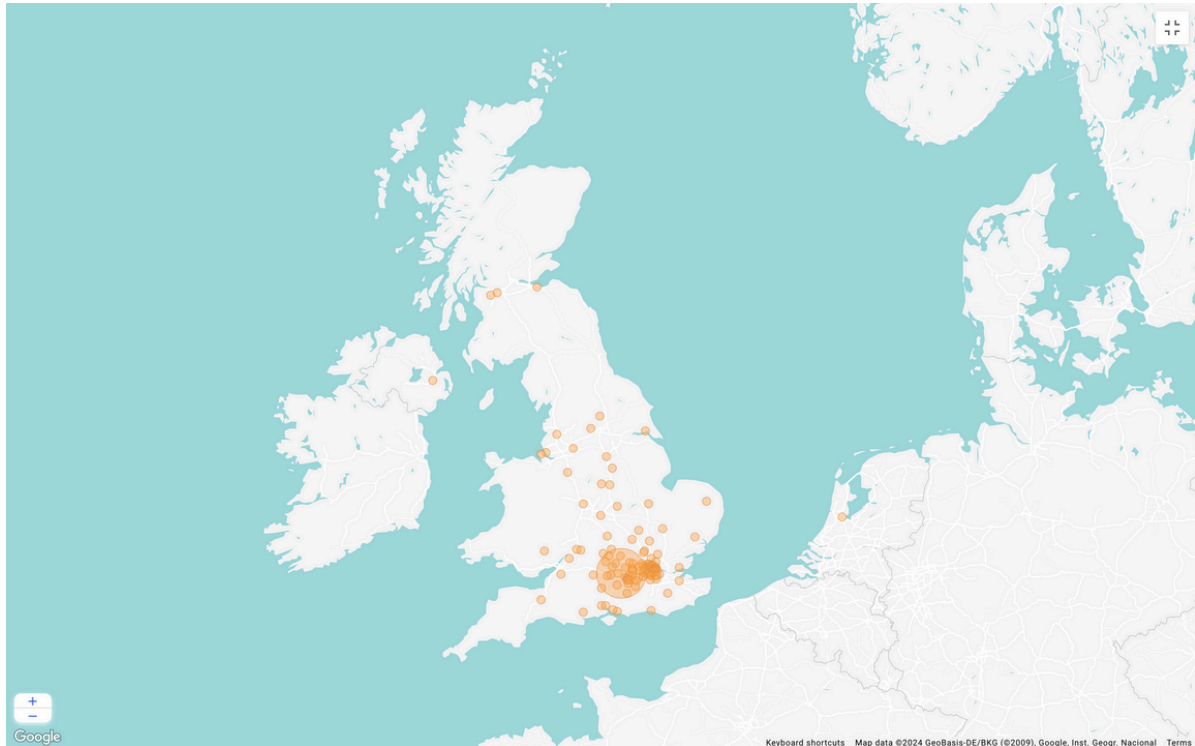 +
−
Google
Keyboard shortcuts Map data ©2024 GeoBasis-DE/BKG (©2009), Google, Inst. Geogr. Nacional Terms